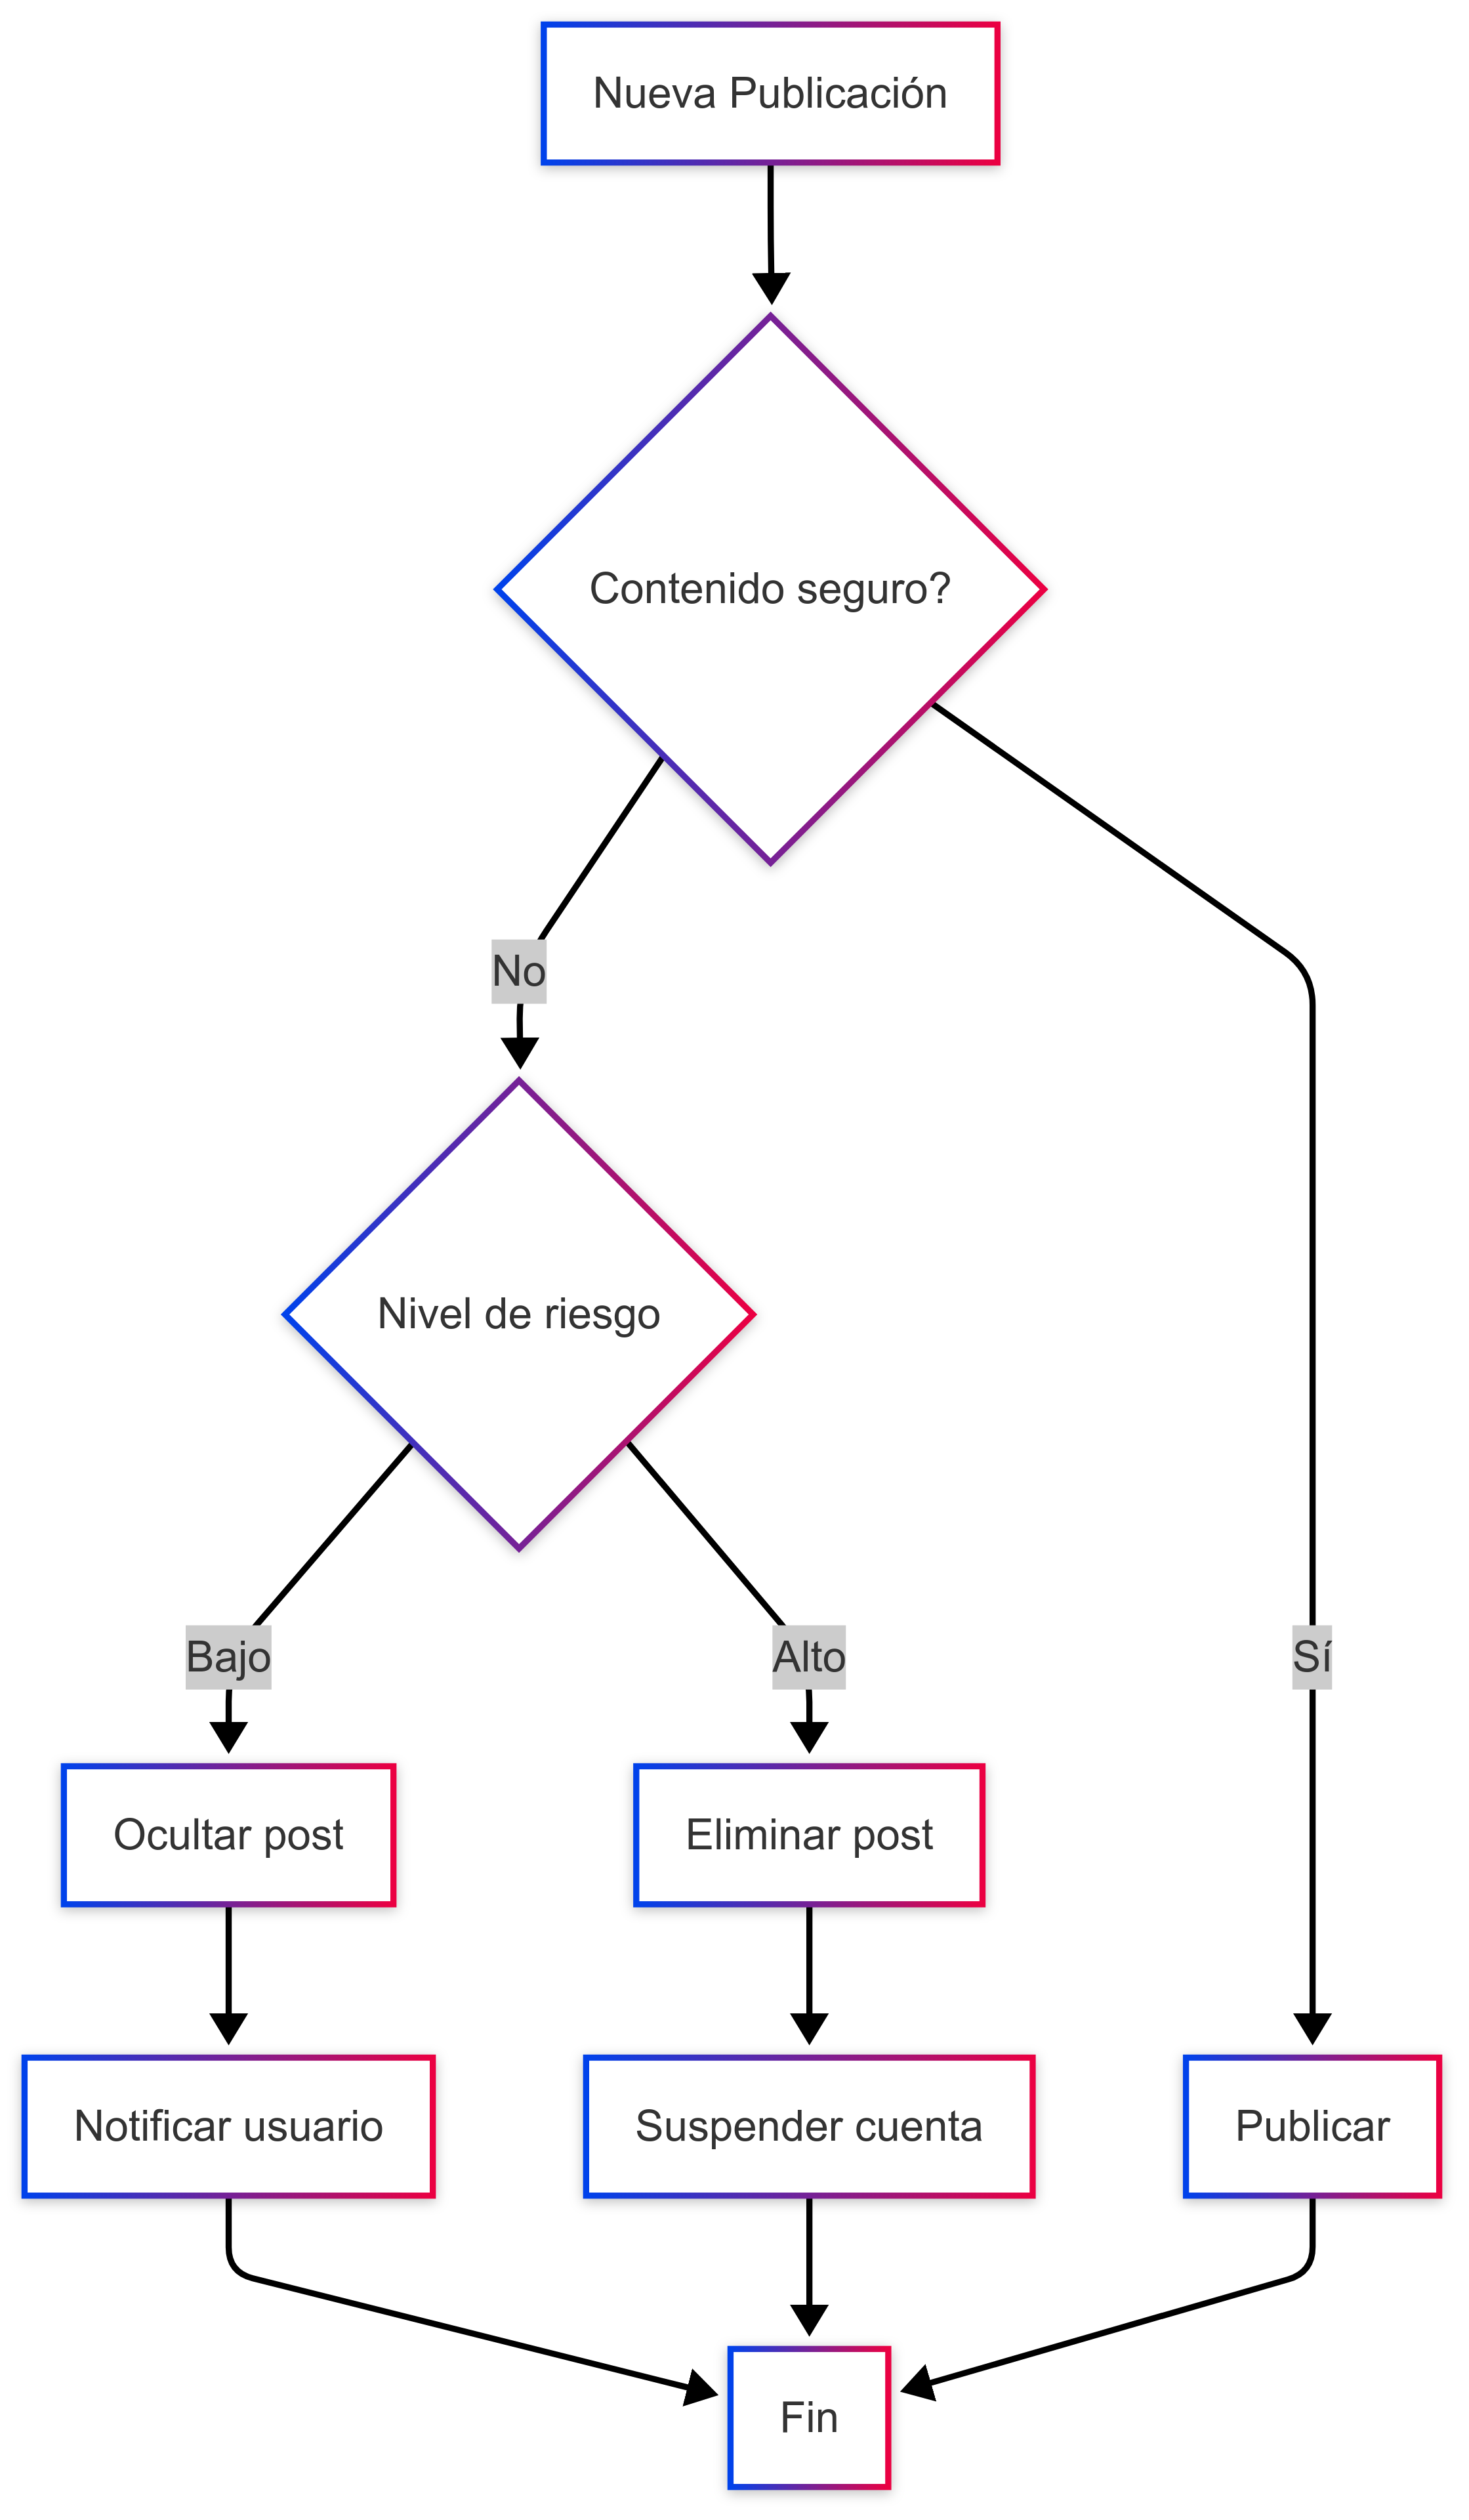 Nueva Publicación
Contenido seguro?
No
Nivel de riesgo
Bajo
Alto
Sí
Ocultar post
Eliminar post
Notificar usuario
Suspender cuenta
Publicar
Fin